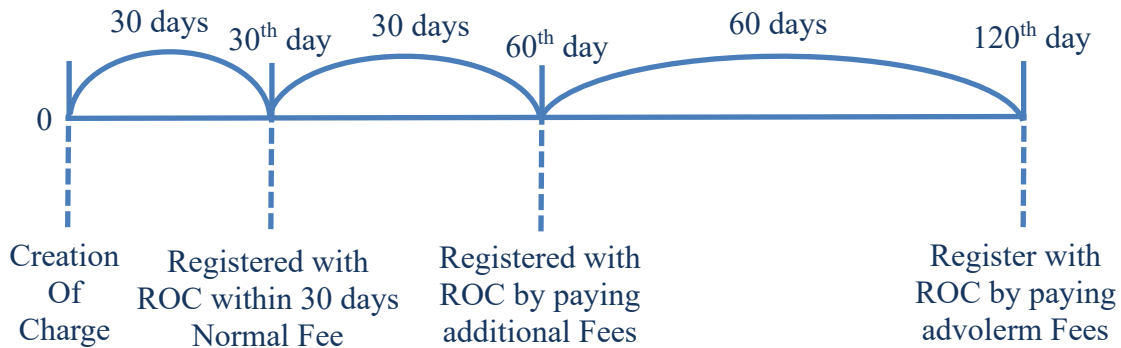 30 days
30th day
30 days
60th day
60 days
120th day
0
Creation
Of
Charge
Registered with
ROC within 30 days
Normal Fee
Registered with
ROC by paying
additional Fees
Register with
ROC by paying
advolerm Fees